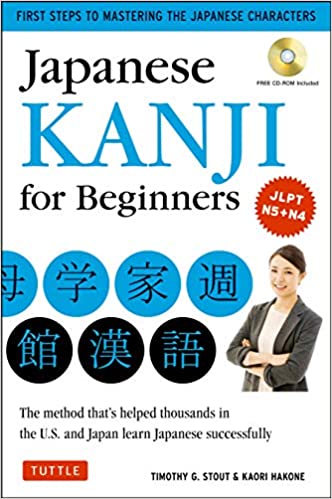 FIRST STEPS TO MASTERING THE JAPANESE CHARACTERS
FREE CD-ROM Included
Japanese
KANJI
for Beginners
JLPT
N5+N4
母学家週
館漢語
The method that's helped thousands in
the U.S. and Japan learn Japanese successfully
TUTTLE
TIMOTHY G. STOUT & KAORI HAKONE